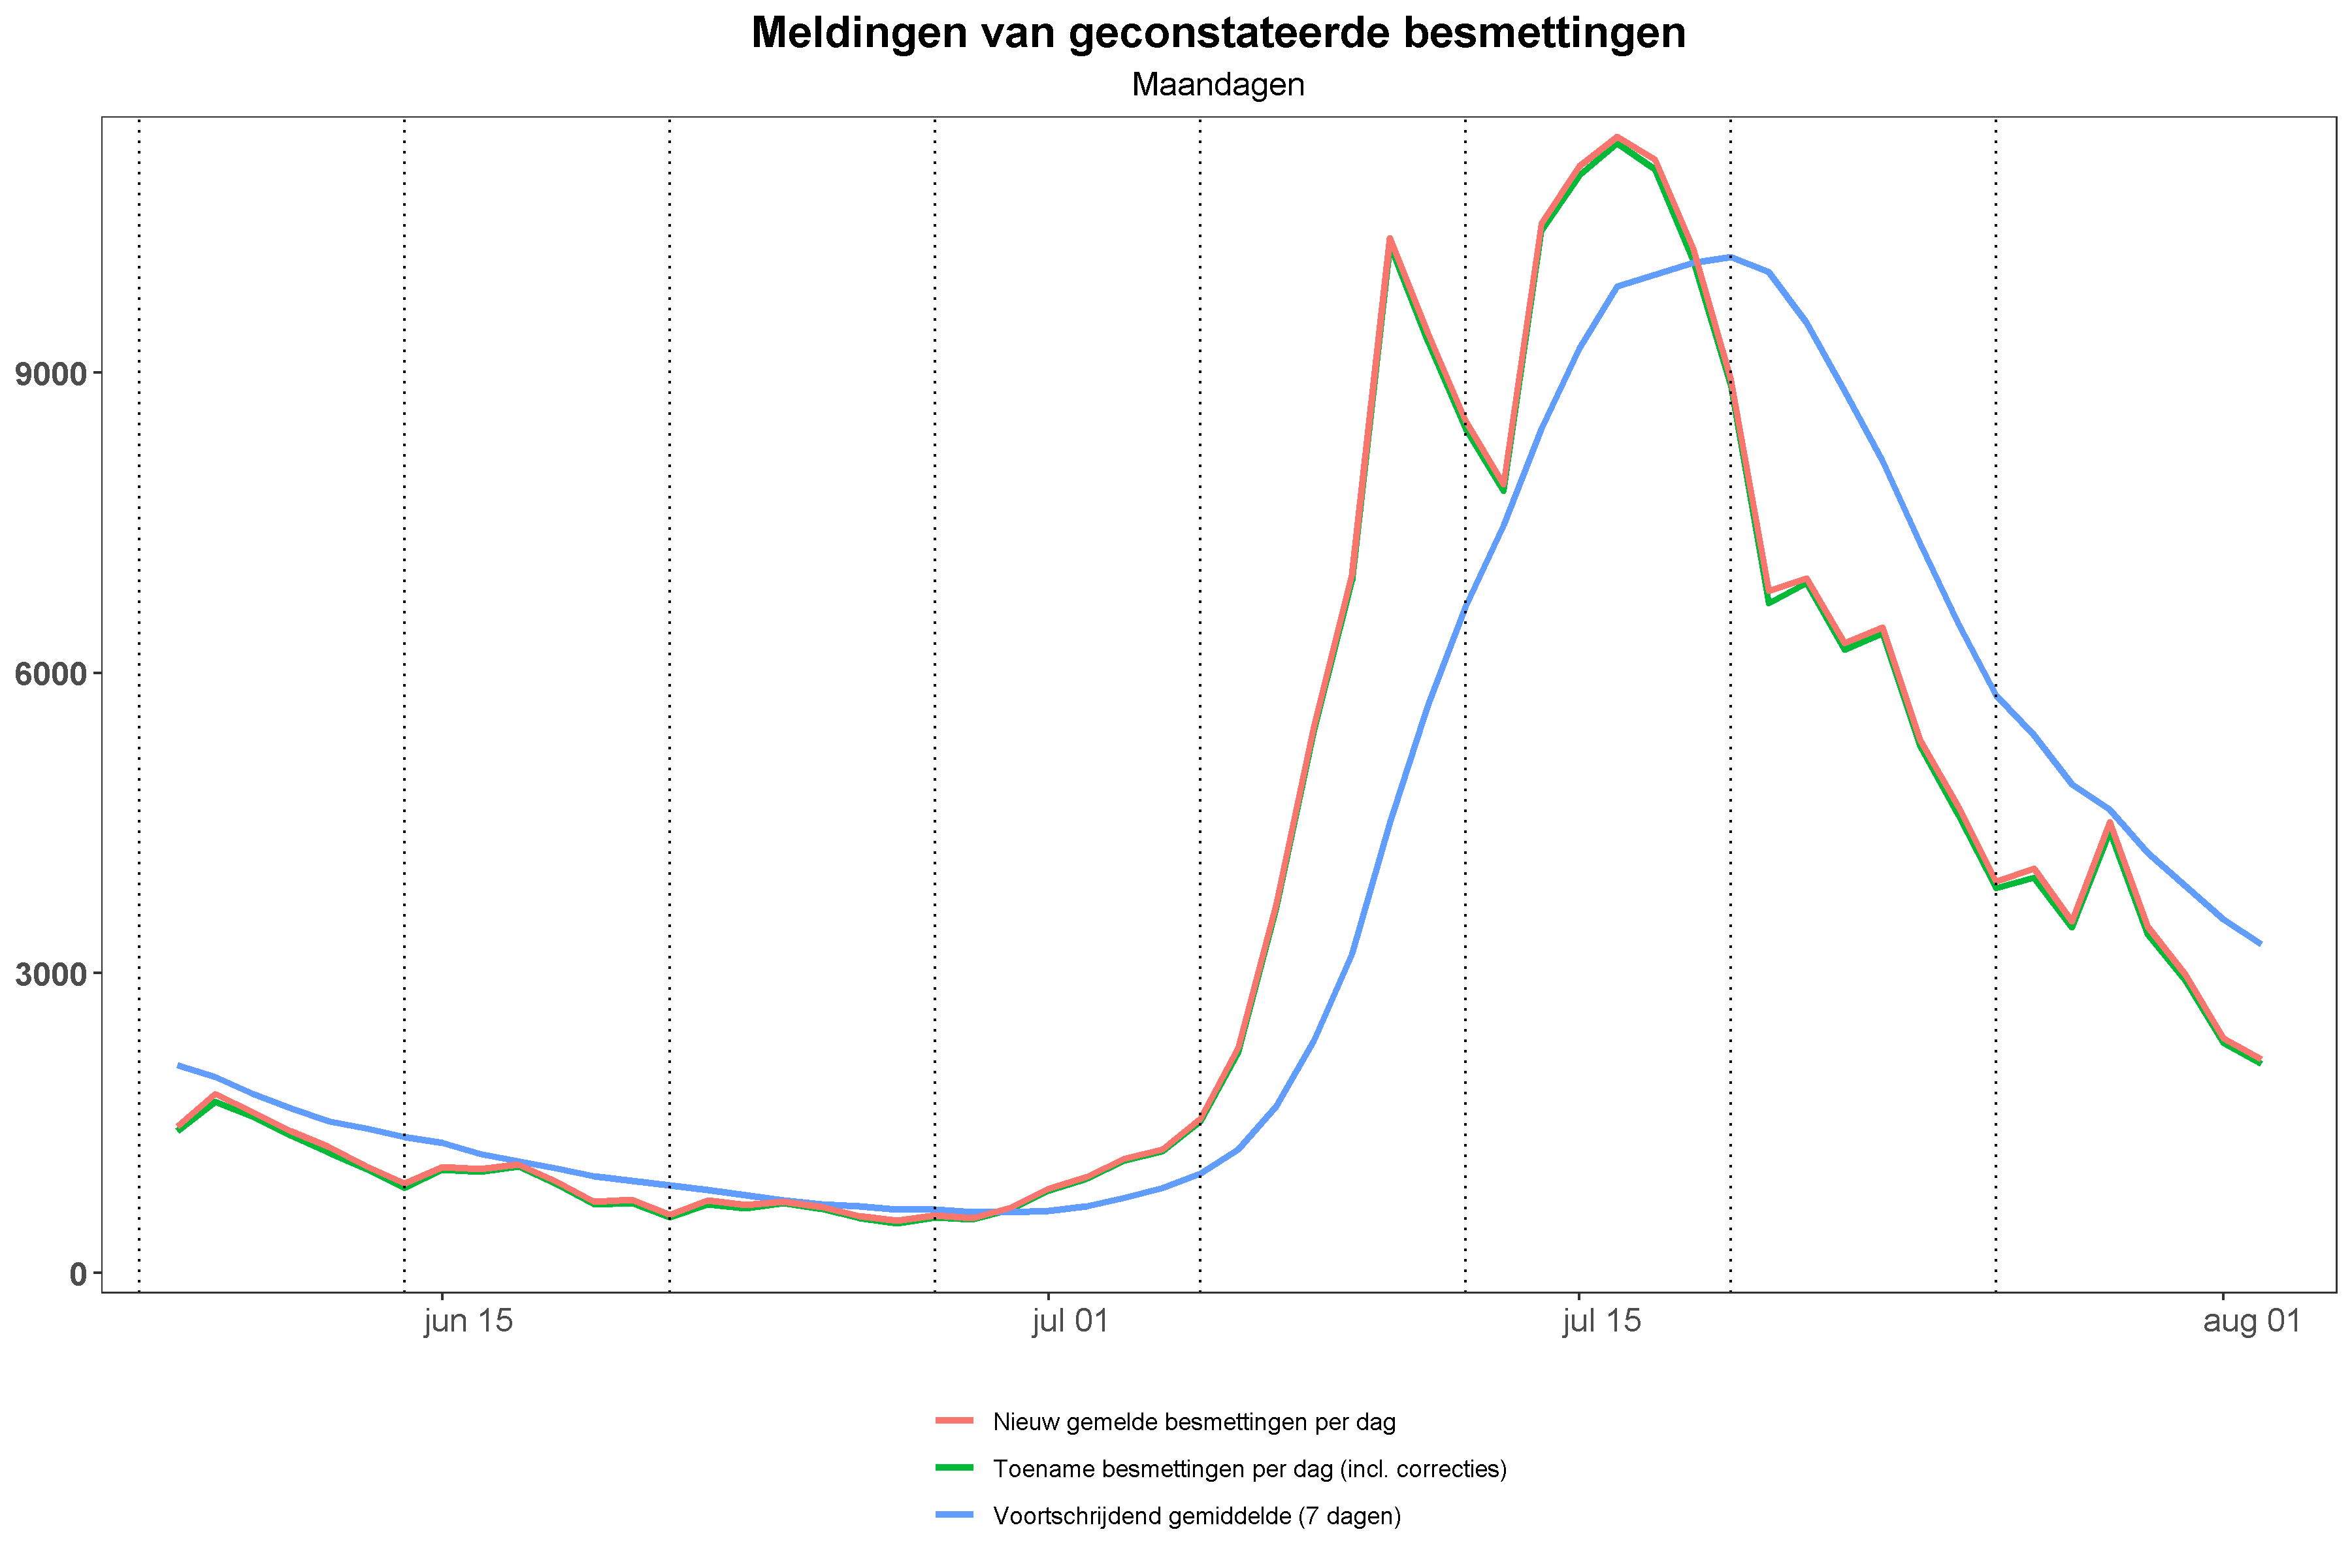 Meldingen van geconstateerde besmettingen
Maandagen
9000
6000
3000
0
jun 15
jul 01
jul 15
aug 01
Nieuw gemelde besmettingen per dag
Toename besmettingen per dag (incl. correcties)
Voortschrijdend gemiddelde (7 dagen)